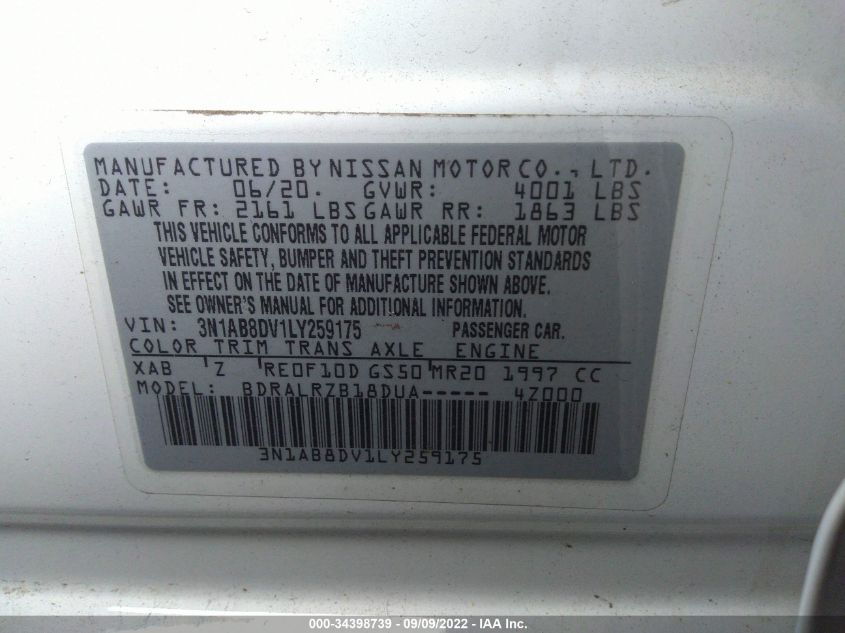 MANUFACTURED BY NISSAN MOTOR CO., LTD.
DATE: 06/20. GVWR: 4001 LBS
GAWR FR: 2161 LBS GAWR RR: 1863 LBS
THIS VEHICLE CONFORMS TO ALL APPLICABLE FEDERAL MOTOR
VEHICLE SAFETY, BUMPER AND THEFT PREVENTION STANDARDS
IN EFFECT ON THE DATE OF MANUFACTURE SHOWN ABOVE.
SEE OWNER'S MANUAL FOR ADDITIONAL INFORMATION.
VIN: 3N1AB8DV1LY259175 PASSENGER CAR.
COLOR TRIM TRANS AXLE ENGINE
XAB Z RE0F10D GS50 MR20 1997 CC
MODEL: BDRALRZB18DUA----- 4Z000
3N1AB8DV1LY259175
000-34398739 - 09/09/2022 - IAA Inc.